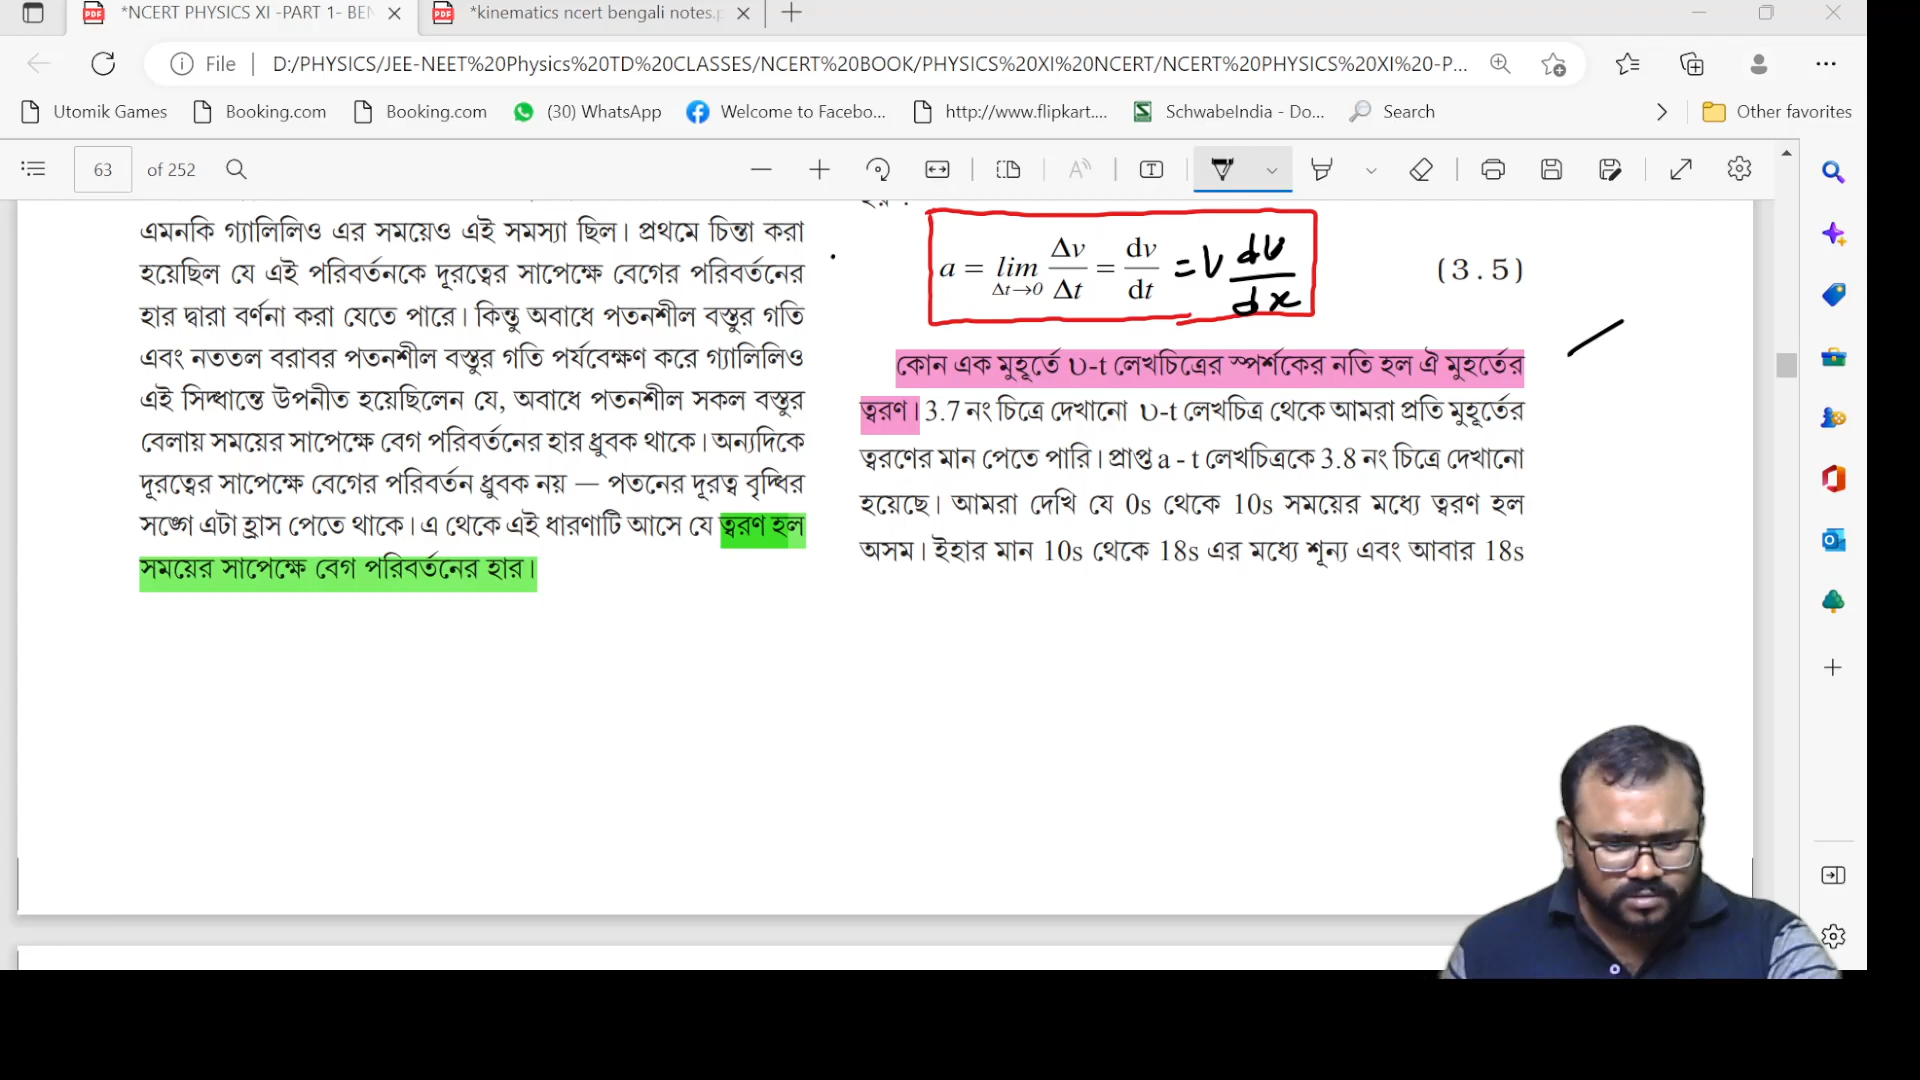 *NCERT PHYSICS XI -PART 1- BEN
*kinematics ncert bengali notes.p
File
D:/PHYSICS/JEE-NEET%20Physics%20TD%20CLASSES/NCERT%20BOOK/PHYSICS%20XI%20NCERT/NCERT%20PHYSICS%20XI%20-P...
Utomik Games
Booking.com
Booking.com
(30) WhatsApp
Welcome to Facebo...
http://www.flipkart....
SchwabeIndia - Do...
Search
Other favorites
63 of 252
এমনকি গ্যালিলিও এর সময়েও এই সমস্যা ছিল। প্রথমে চিন্তা করা
হয়েছিল যে এই পরিবর্তনকে দূরত্বের সাপেক্ষে বেগের পরিবর্তনের
হার দ্বারা বর্ণনা করা যেতে পারে। কিন্তু অবাধে পতনশীল বস্তুর গতি
এবং নততল বরাবর পতনশীল বস্তুর গতি পর্যবেক্ষণ করে গ্যালিলিও
এই সিদ্ধান্তে উপনীত হয়েছিলেন যে, অবাধে পতনশীল সকল বস্তুর
বেলায় সময়ের সাপেক্ষে বেগ পরিবর্তনের হার ধ্রুবক থাকে। অন্যদিকে
দূরত্বের সাপেক্ষে বেগের পরিবর্তন ধ্রুবক নয় — পতনের দূরত্ব বৃদ্ধির
সঙ্গে এটা হ্রাস পেতে থাকে। এ থেকে এই ধারণাটি আসে যে ত্বরণ হল
সময়ের সাপেক্ষে বেগ পরিবর্তনের হার।
a = lim Δt→0 Δv/Δt = dv/dt = v dv/dx (3.5)
কোন এক মুহূর্তে υ-t লেখচিত্রের স্পর্শকের নতি হল ঐ মুহর্তের
ত্বরণ। 3.7 নং চিত্রে দেখানো υ-t লেখচিত্র থেকে আমরা প্রতি মুহূর্তের
ত্বরণের মান পেতে পারি। প্রাপ্ত a - t লেখচিত্রকে 3.8 নং চিত্রে দেখানো
হয়েছে। আমরা দেখি যে 0s থেকে 10s সময়ের মধ্যে ত্বরণ হল
অসম। ইহার মান 10s থেকে 18s এর মধ্যে শূন্য এবং আবার 18s